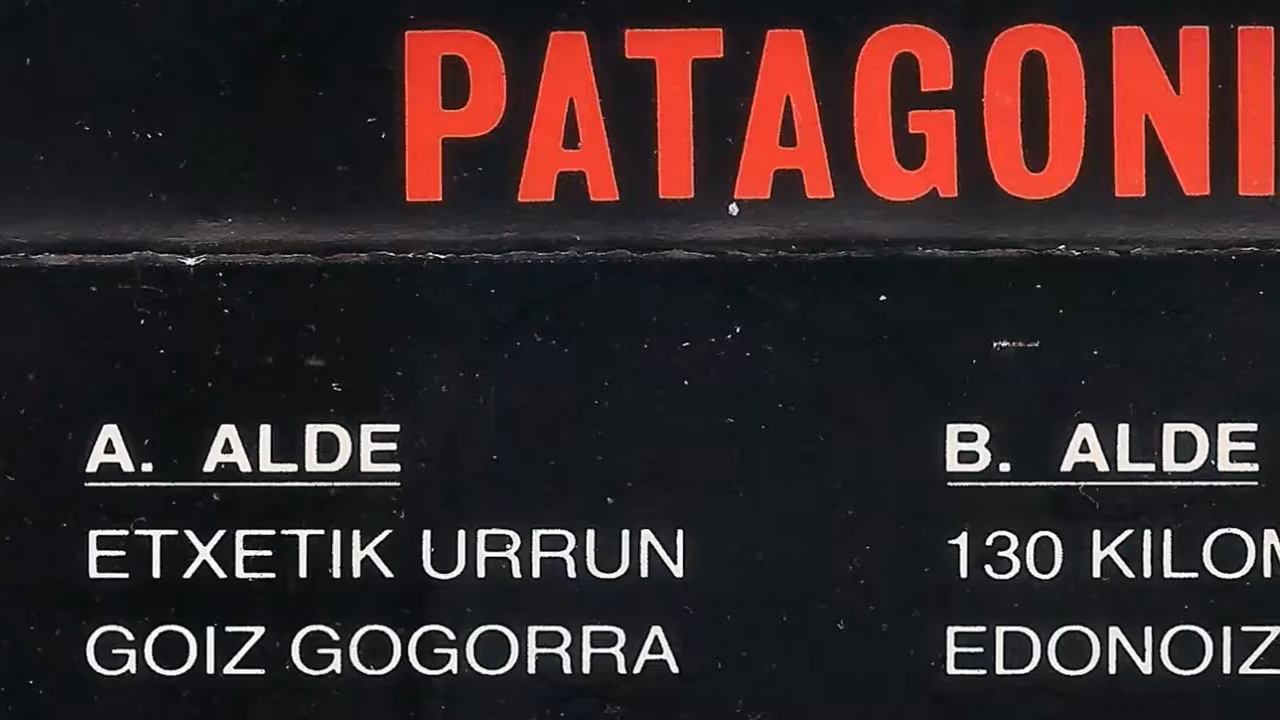 PATAGONI
A. ALDE
ETXETIK URRUN
GOIZ GOGORRA
B. ALDE
130 KILOM
EDONOIZ